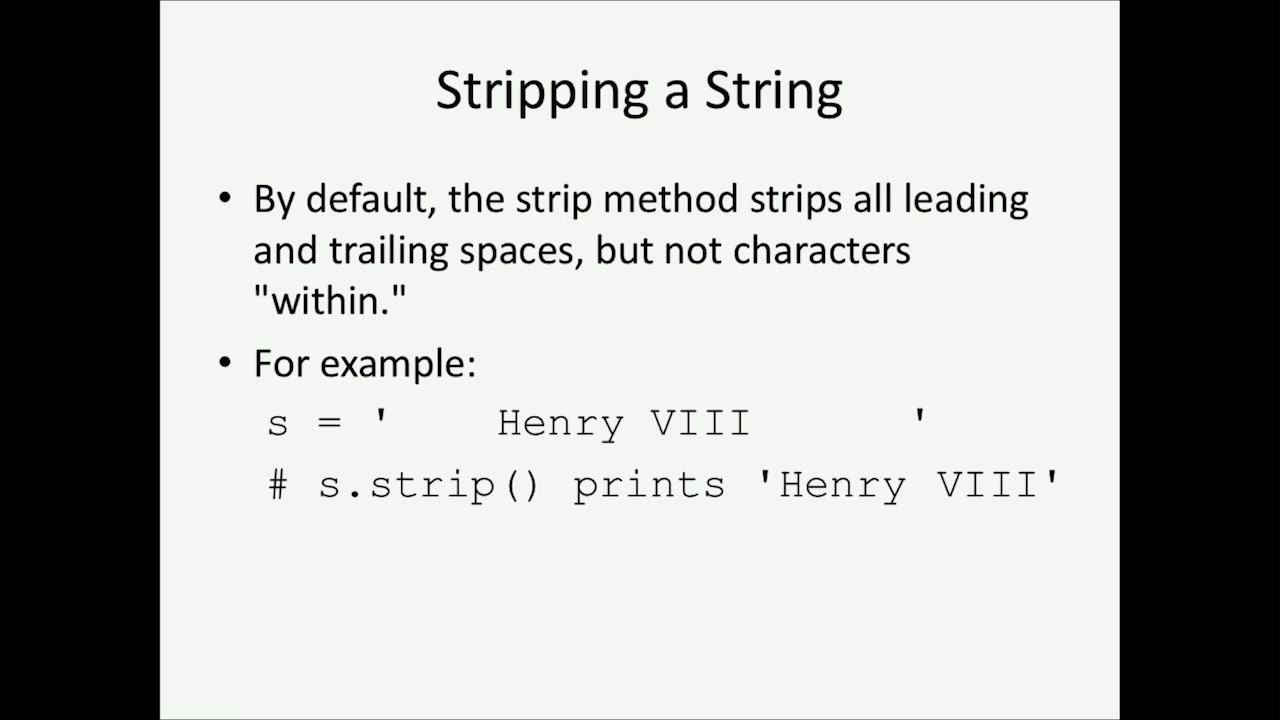 Stripping a String
• By default, the strip method strips all leading
and trailing spaces, but not characters
"within."
• For example:
s = '    Henry VIII      '
# s.strip() prints 'Henry VIII'